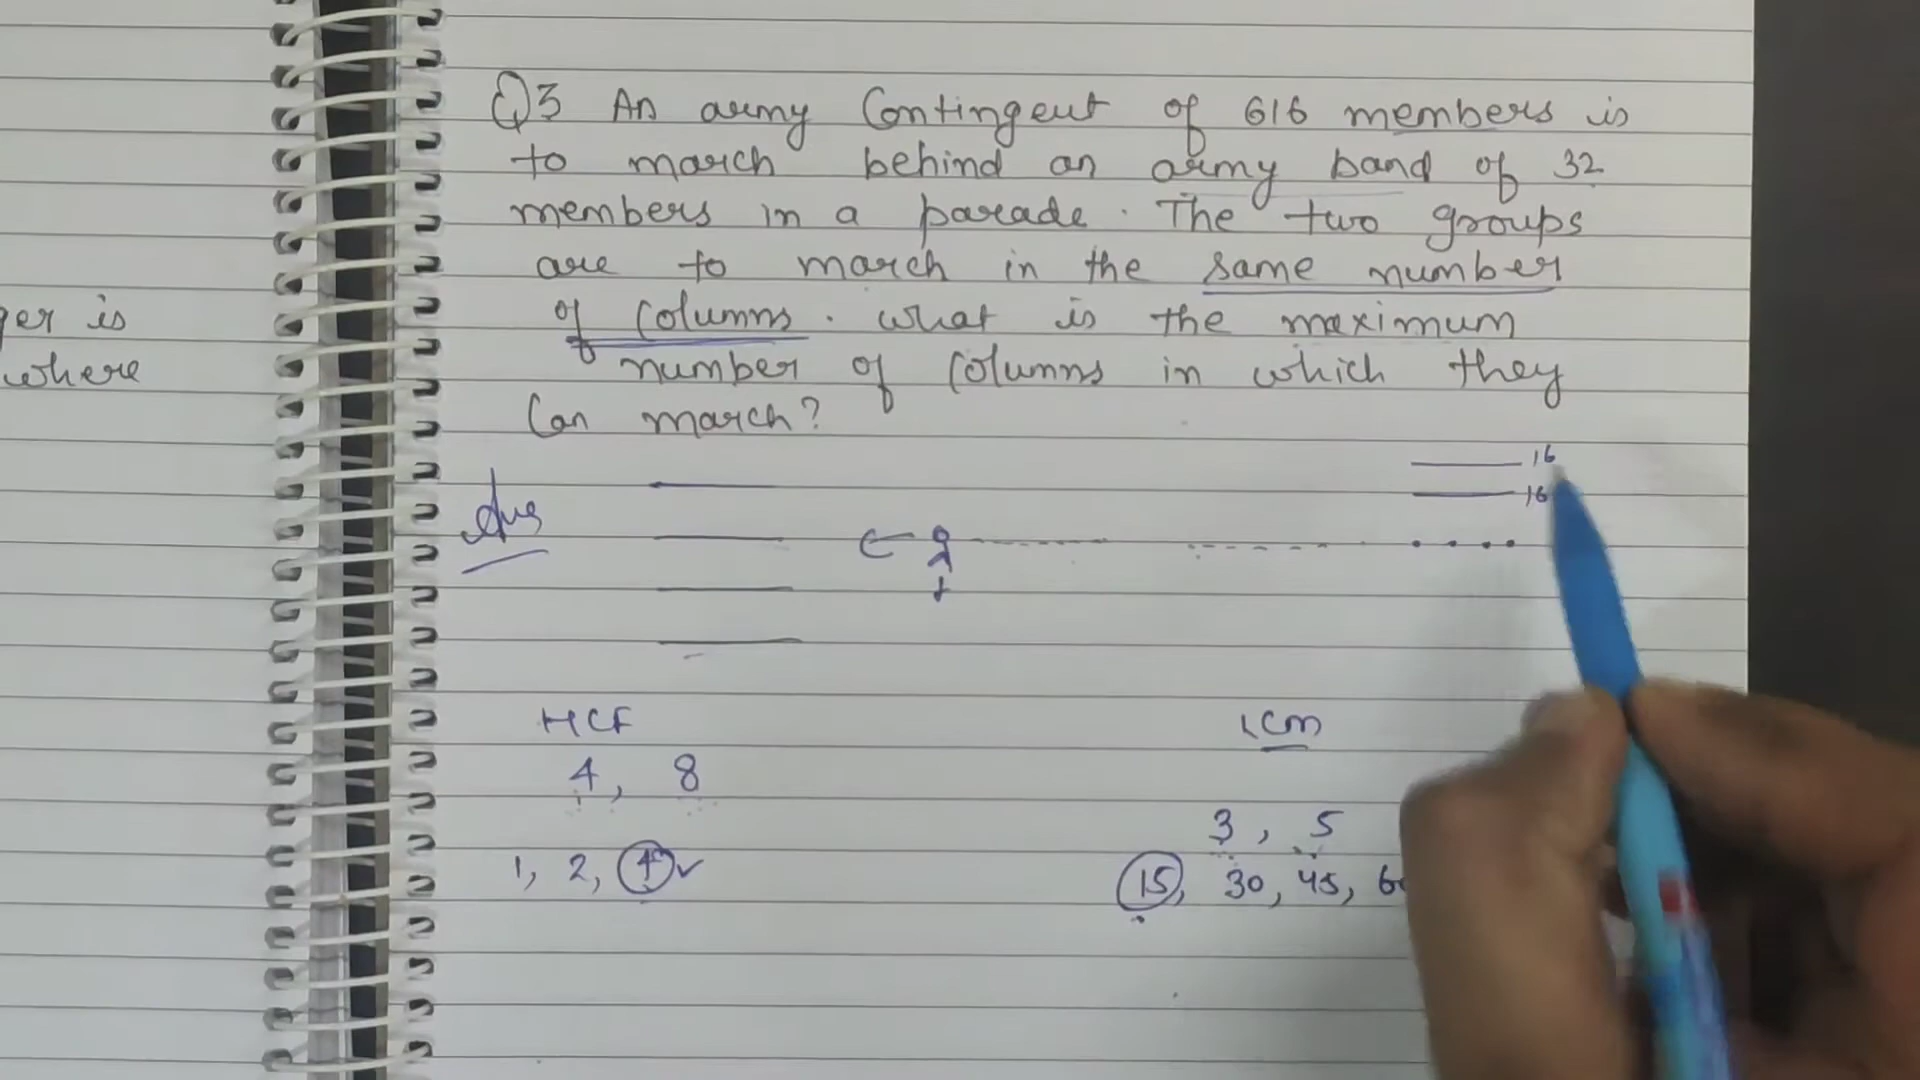 ger is
where
Q3 An army Contingent of 616 members is
to march behind an army band of 32
members in a parade. The two groups
are to march in the same number
of columns. what is the maximum
number of columns in which they
Can march?
16
16
Ans
HCF
LCM
4, 8
3, 5
1, 2, 4
15, 30, 45,